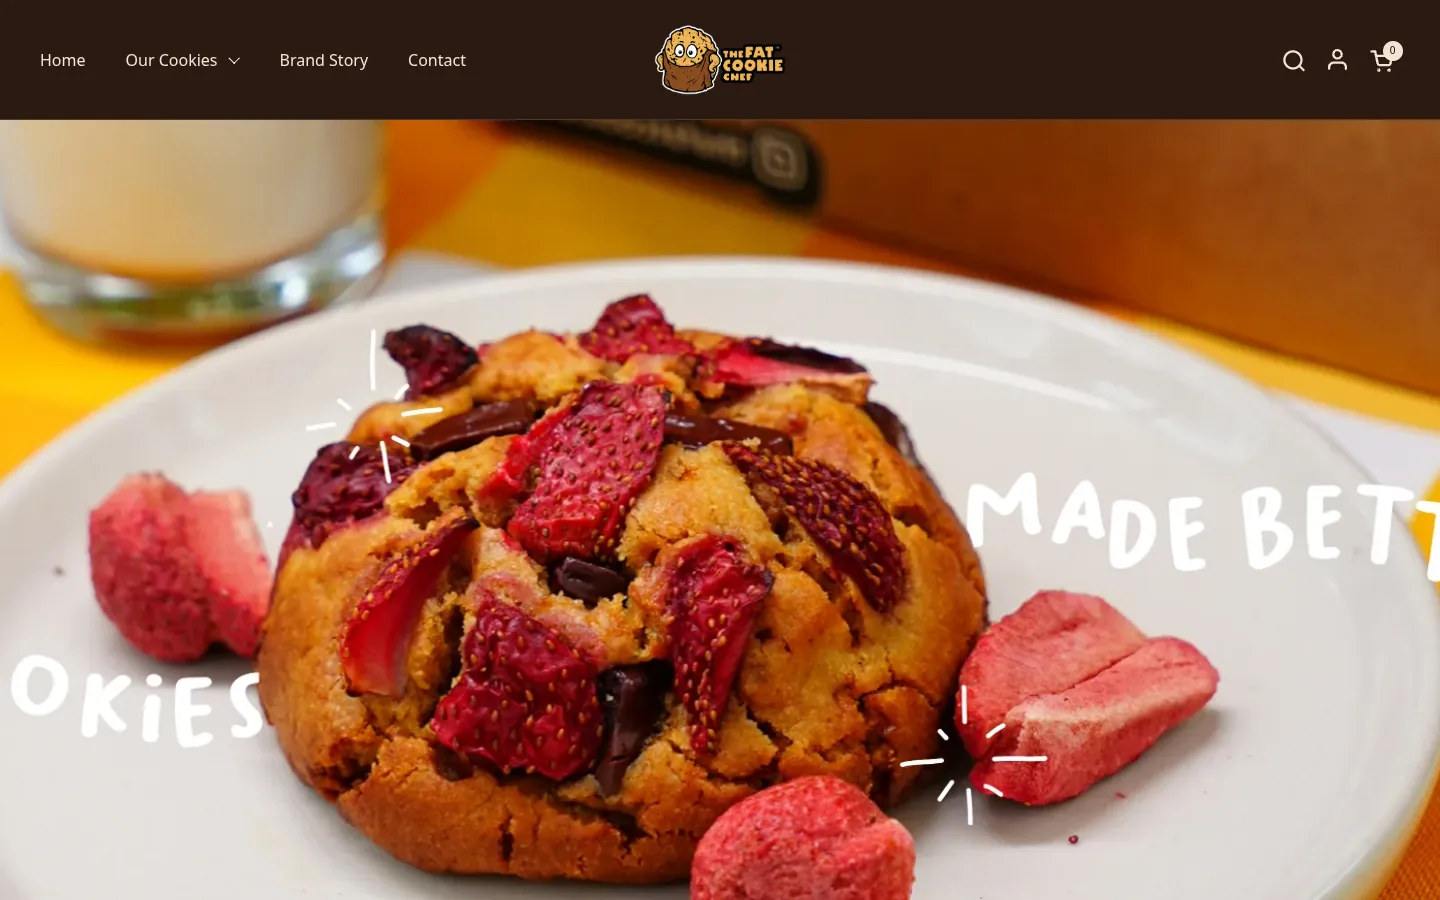 Home
Our Cookies
Brand Story
Contact
THE FAT
COOKIE
CHEF
0
MADE BETT
OKiES